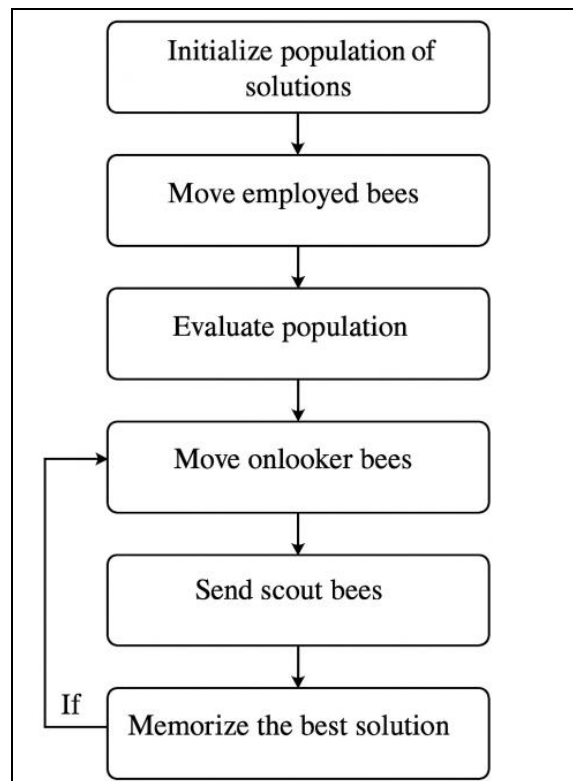 Initialize population of
solutions
Move employed bees
Evaluate population
Move onlooker bees
Send scout bees
If
Memorize the best solution